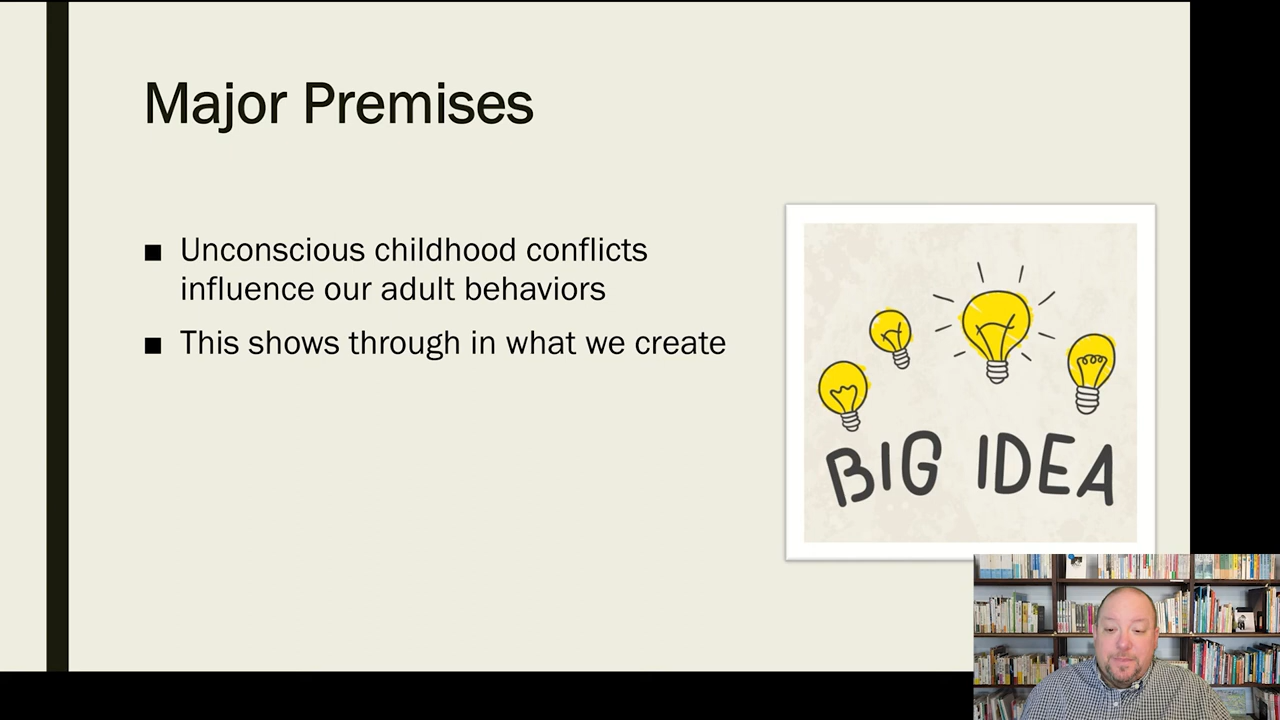 Major Premises
■ Unconscious childhood conflicts
influence our adult behaviors
■ This shows through in what we create
BIG IDEA